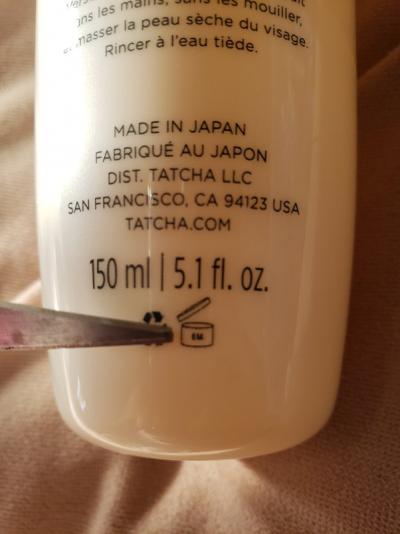 dans les mains, sans les mouiller,
masser la peau sèche du visage.
Rincer à l'eau tiède.
MADE IN JAPAN
FABRIQUÉ AU JAPON
DIST. TATCHA LLC
SAN FRANCISCO, CA 94123 USA
TATCHA.COM
150 ml | 5.1 fl. oz.
6M